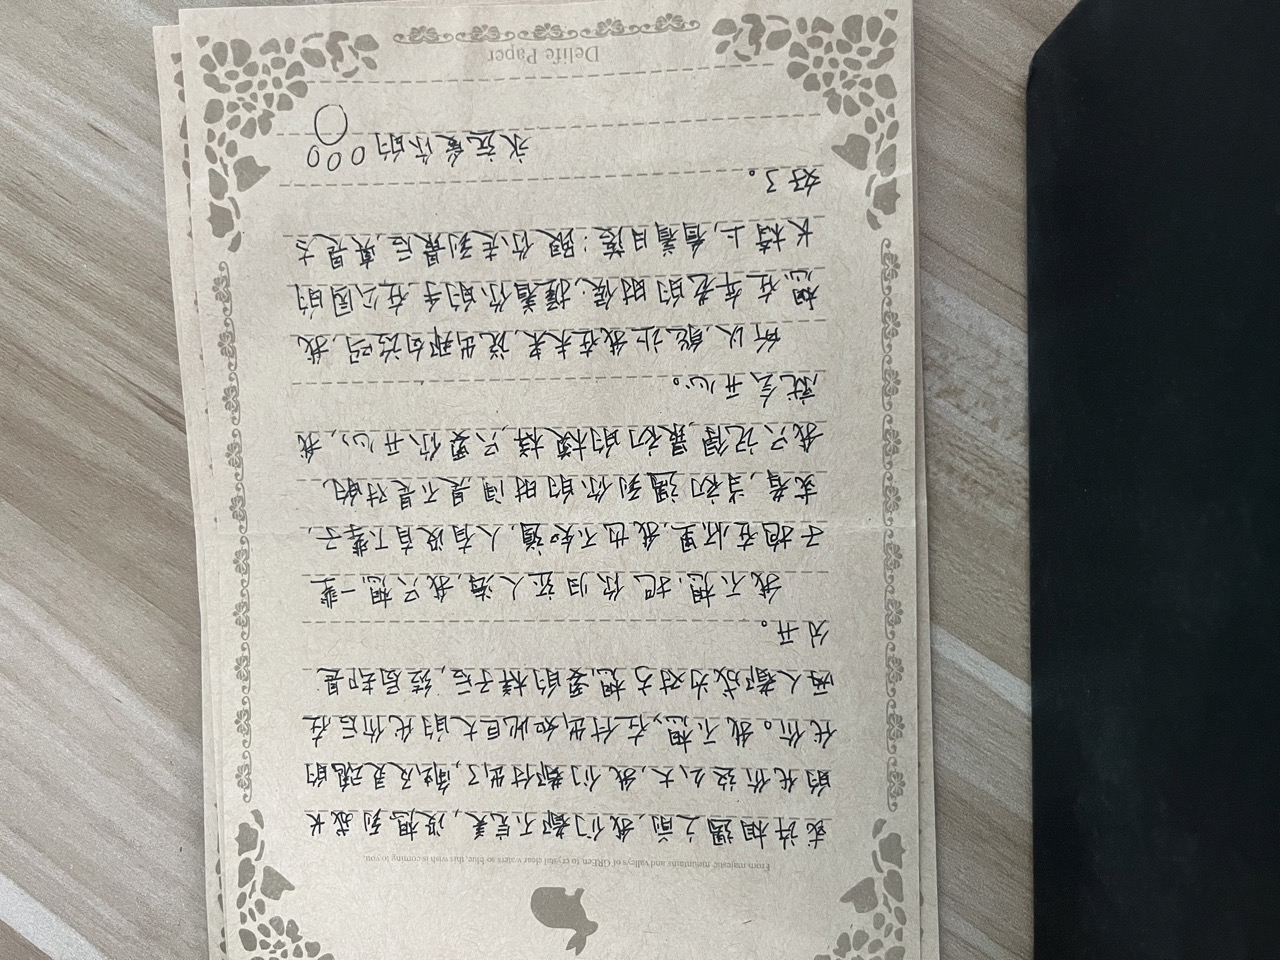 From majestic mountains and valleys of GREen to crystal clear waters so blue, this wish is coming to you.
或许相遇之前,我们都不完美,没想到成长
的代价这么大,我们都付出了,触及灵魂的
代价。我不想,在付出如此巨大的代价后在
两人都成为对方想要的样子后,结局却是
分开。
我不想,把你归还人海,我只想一辈
子抱在怀里,我也不知道,人有没有下辈子,
或者,当初遇到你的时间,是不是对的,
我只记得,最初的模样,只要你开心,我
就会开心。
所以,能让我在未来,说出那句话吗,我
想在年老的时候,握着你的手,在公园的
长椅上,看着日落:跟你走到最后,真是太
好了。
永远爱你的
Delife Paper